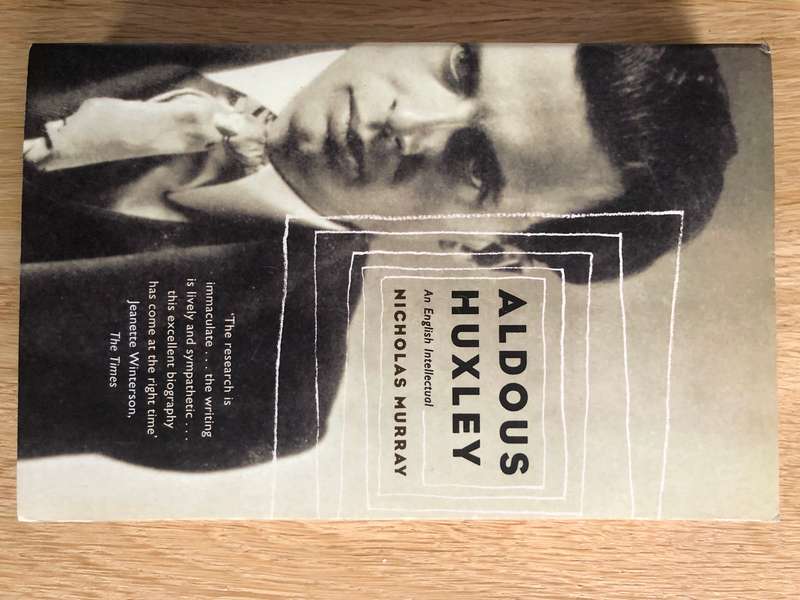 ALDOUS
HUXLEY
An English Intellectual
NICHOLAS MURRAY
'The research is
immaculate . . . the writing
is lively and sympathetic . . .
this excellent biography
has come at the right time'
Jeanette Winterson,
The Times